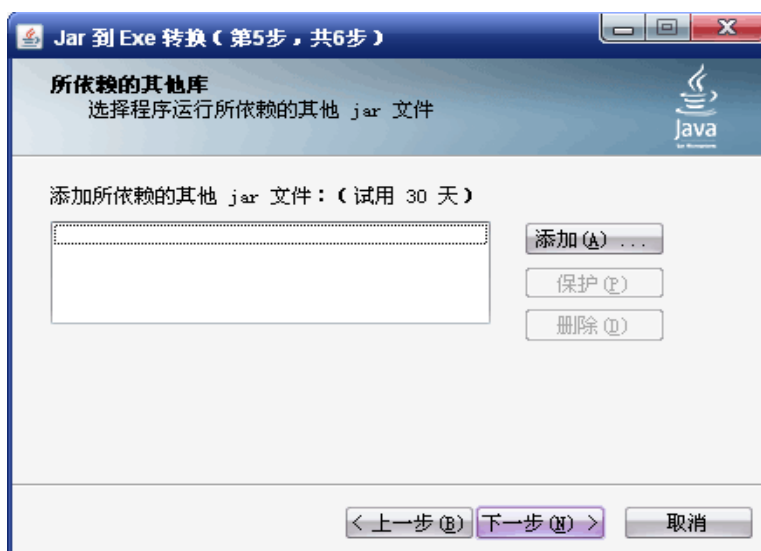 Jar 到 Exe 转换（第5步，共6步）
所依赖的其他库
选择程序运行所依赖的其他 jar 文件
Java
添加所依赖的其他 jar 文件：（试用 30 天）
添加(A) ...
保护(P)
删除(D)
< 上一步(B)
下一步(N) >
取消